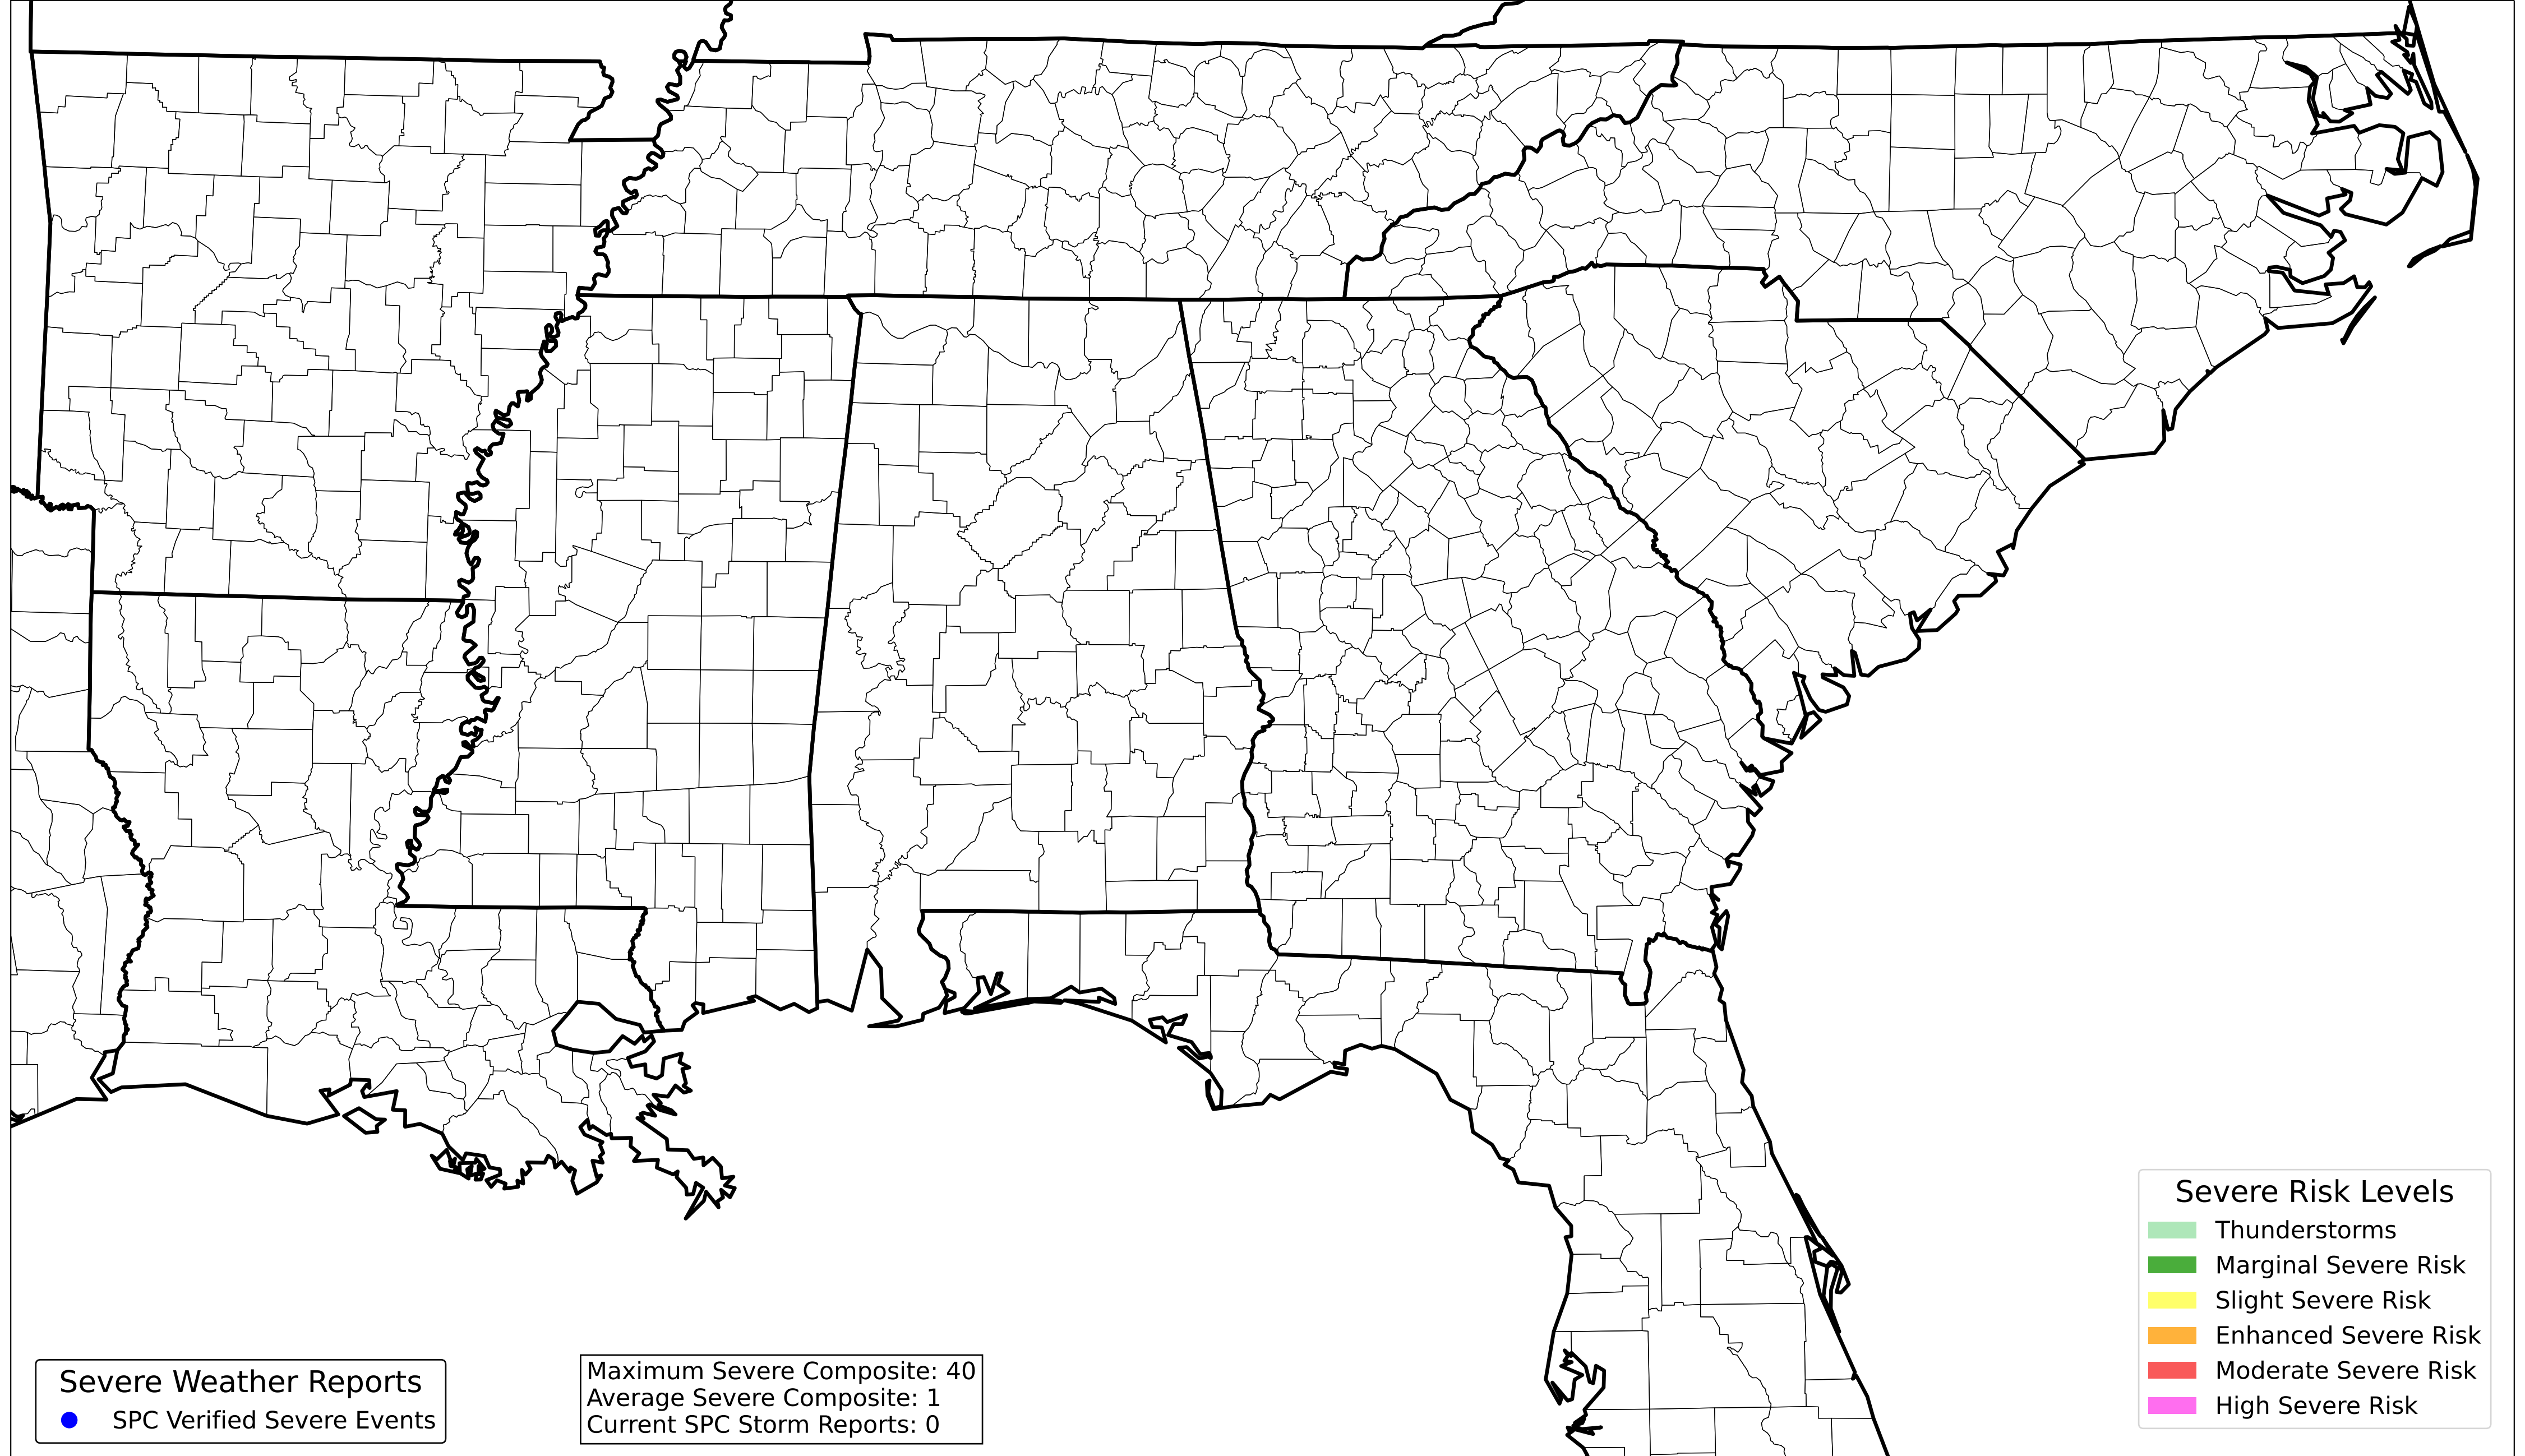 Severe Risk Levels
Thunderstorms
Marginal Severe Risk
Slight Severe Risk
Enhanced Severe Risk
Moderate Severe Risk
High Severe Risk
Severe Weather Reports
SPC Verified Severe Events
Maximum Severe Composite: 40
Average Severe Composite: 1
Current SPC Storm Reports: 0